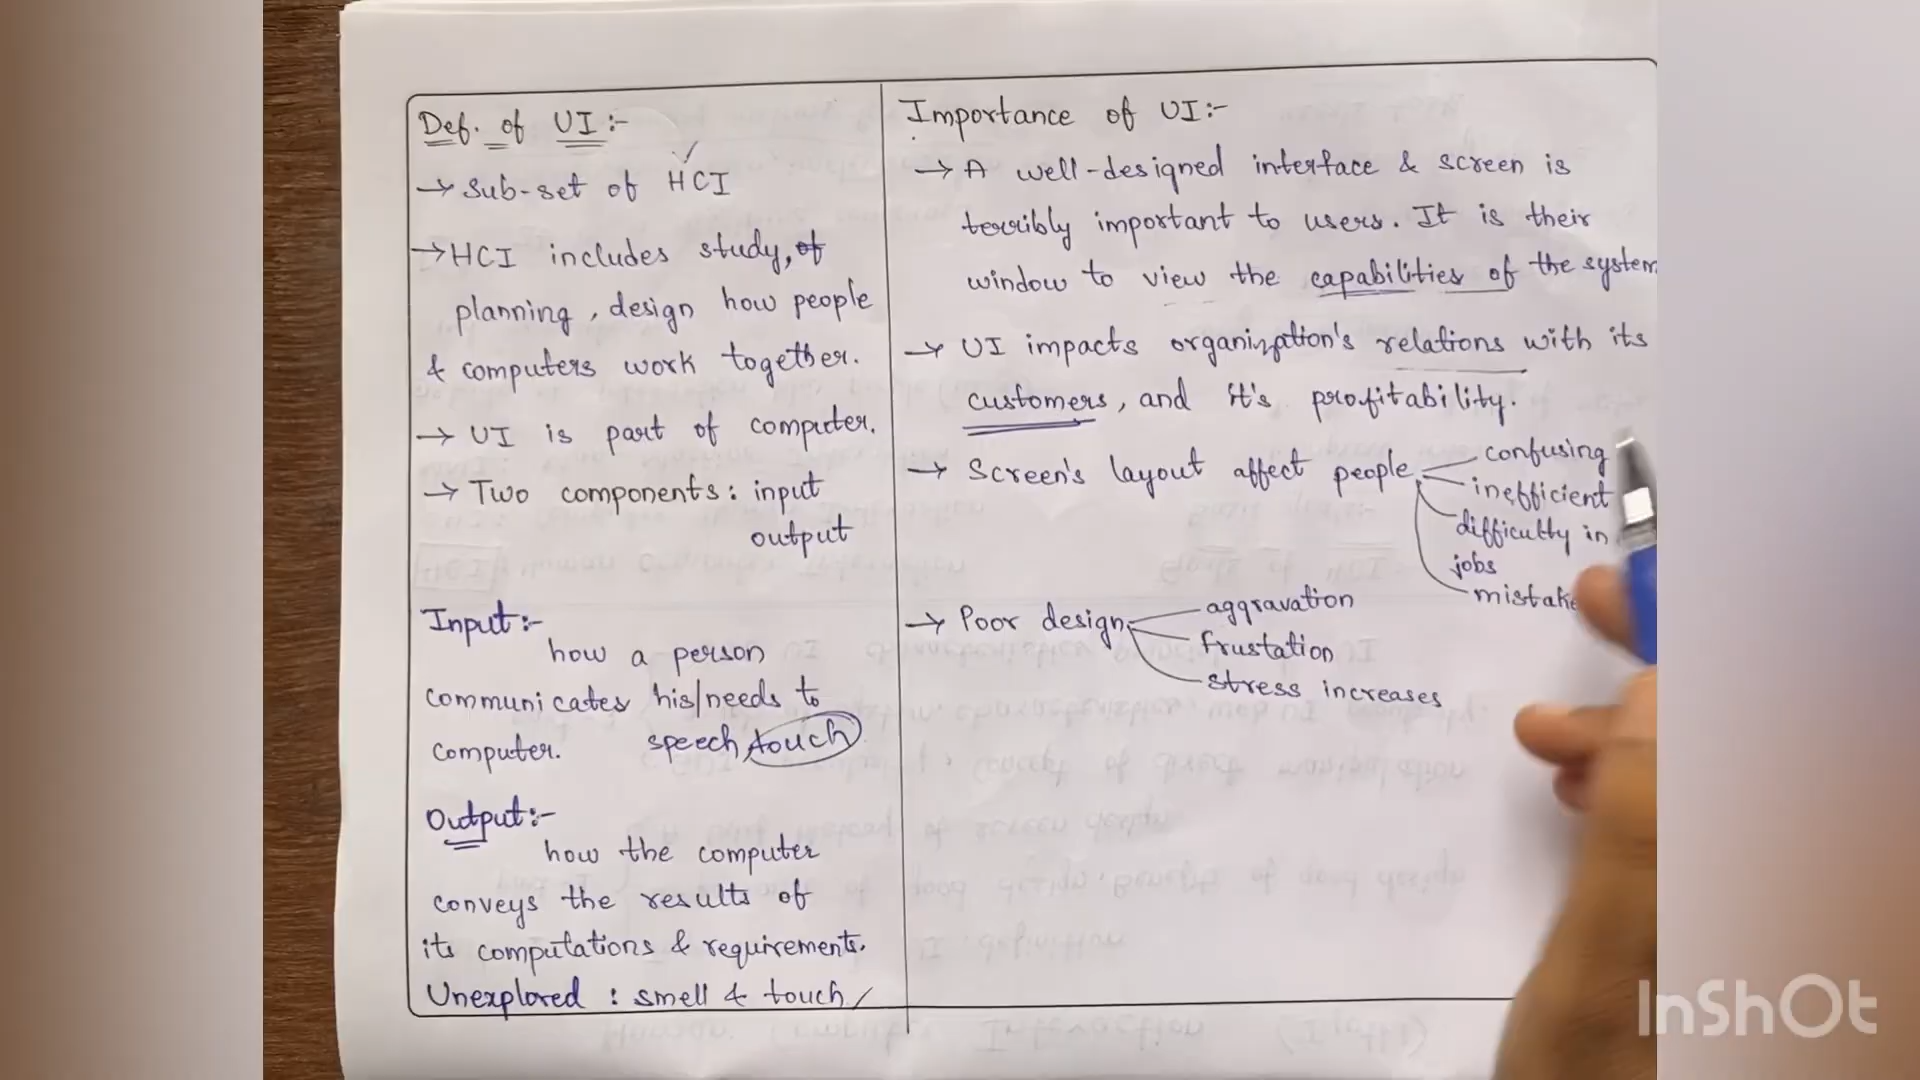 Def. of UI :-
→ Sub-set of HCI
→ HCI includes study, of
planning, design how people
& computers work together.
→ UI is part of computer.
→ Two components: input
output
Input :-
how a person
communicates his/needs to
computer. speech, touch
Output :-
how the computer
conveys the results of
its computations & requirements.
Unexplored : smell & touch
Importance of UI :-
→ A well-designed interface & screen is
terribly important to users. It is their
window to view the capabilities of the system
→ UI impacts organization's relations with its
customers, and it's profitability.
→ Screen's layout affect people
confusing
inefficient
difficulty in
jobs
mistake
→ Poor design
aggravation
frustation
stress increases
InShOt